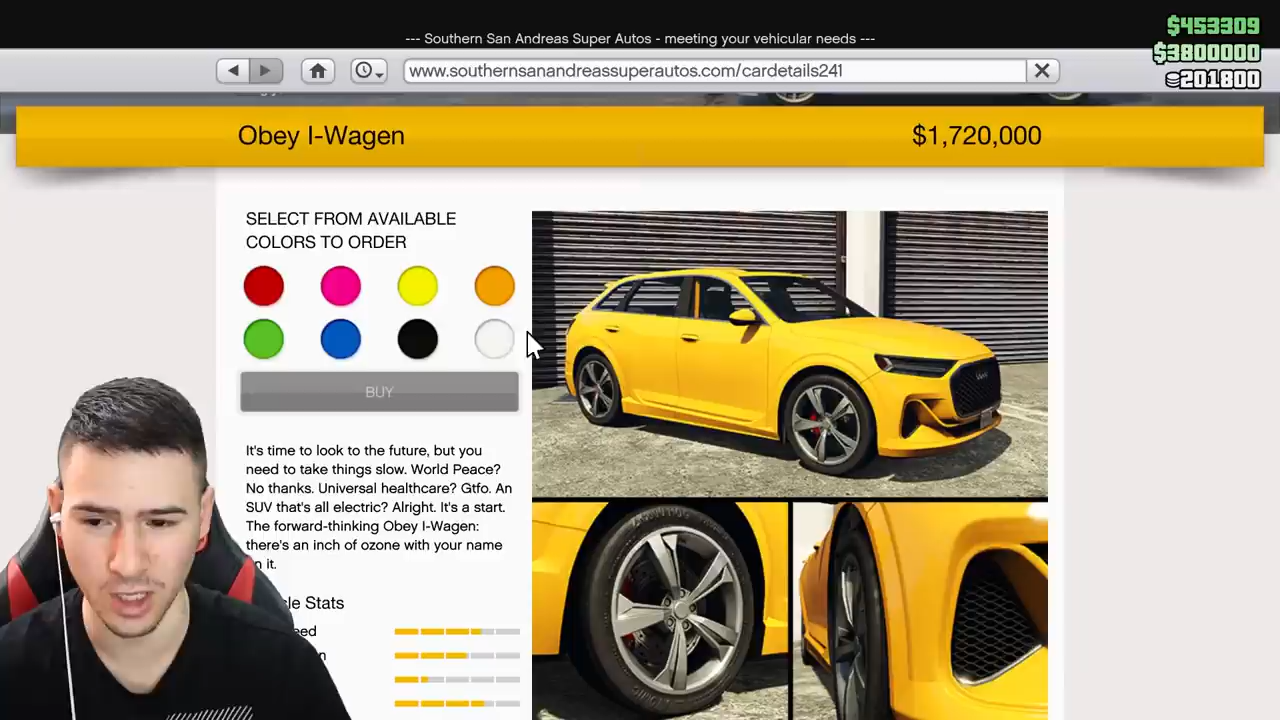 --- Southern San Andreas Super Autos - meeting your vehicular needs ---
$453309
$3800000
201800
www.southernsanandreassuperautos.com/cardetails241
Obey I-Wagen
$1,720,000
SELECT FROM AVAILABLE
COLORS TO ORDER
BUY
It's time to look to the future, but you
need to take things slow. World Peace?
No thanks. Universal healthcare? Gtfo. An
SUV that's all electric? Alright. It's a start.
The forward-thinking Obey I-Wagen:
there's an inch of ozone with your name
it.
Stats